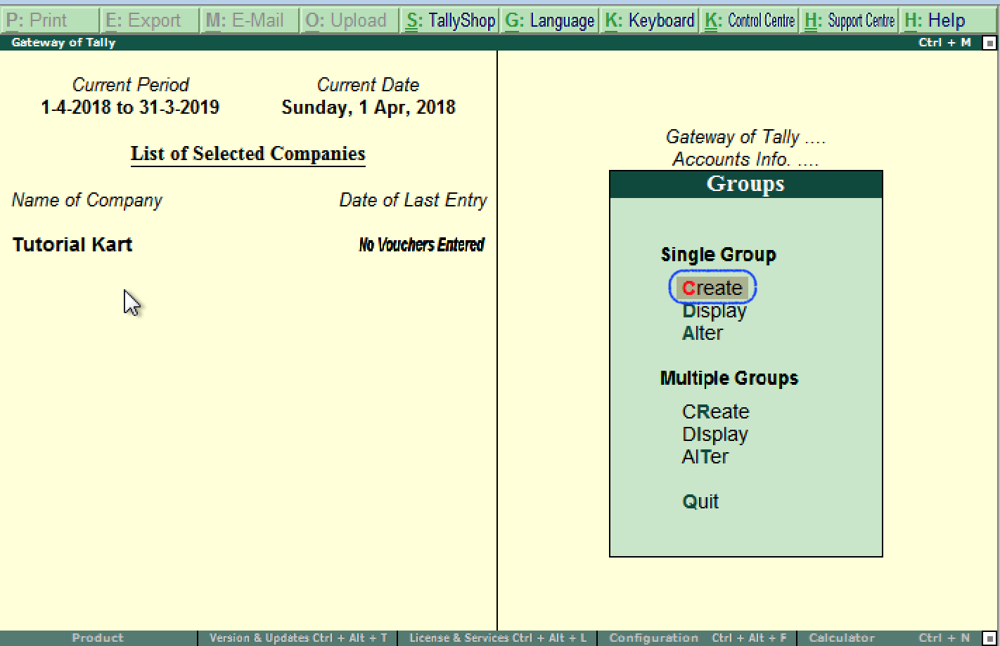 P: Print E: Export M: E-Mail O: Upload S: TallyShop G: Language K: Keyboard K: Control Centre H: Support Centre H: Help
Gateway of Tally Ctrl + M
Current Period Current Date
1-4-2018 to 31-3-2019 Sunday, 1 Apr, 2018
List of Selected Companies
Name of Company Date of Last Entry
Tutorial Kart No Vouchers Entered
Gateway of Tally ....
Accounts Info. ....
Groups
Single Group
Create
Display
Alter
Multiple Groups
CReate
DIsplay
AlTer
Quit
Product Version & Updates Ctrl + Alt + T License & Services Ctrl + Alt + L Configuration Ctrl + Alt + F Calculator Ctrl + N